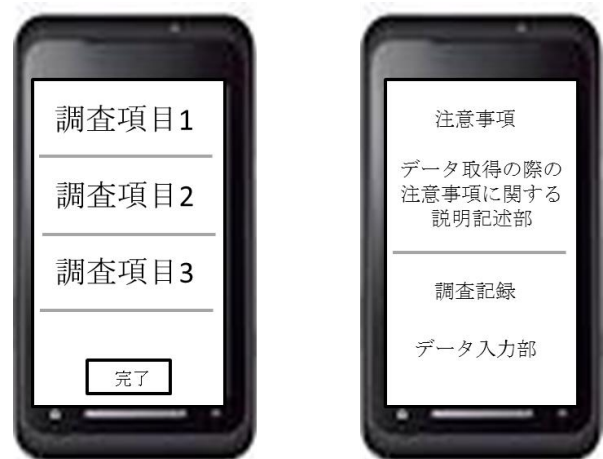 調査項目1
調査項目2
調査項目3
完了
注意事項
データ取得の際の
注意事項に関する
説明記述部
調査記録
データ入力部